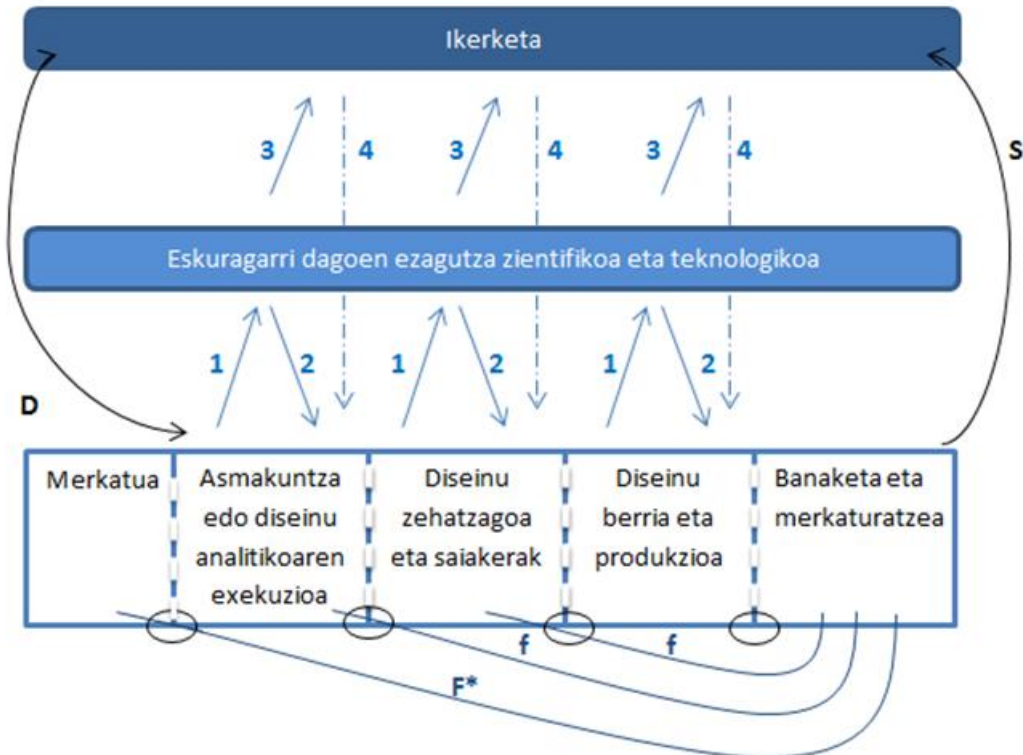 Ikerketa
3 4 3 4 3 4
S
Eskuragarri dagoen ezagutza zientifikoa eta teknologikoa
1 2 1 2 1 2
D
Merkatua
Asmakuntza
edo diseinu
analitikoaren
exekuzioa
Diseinu
zehatzagoa
eta saiakerak
Diseinu
berria eta
produkzioa
Banaketa eta
merkaturatzea
f f
F*